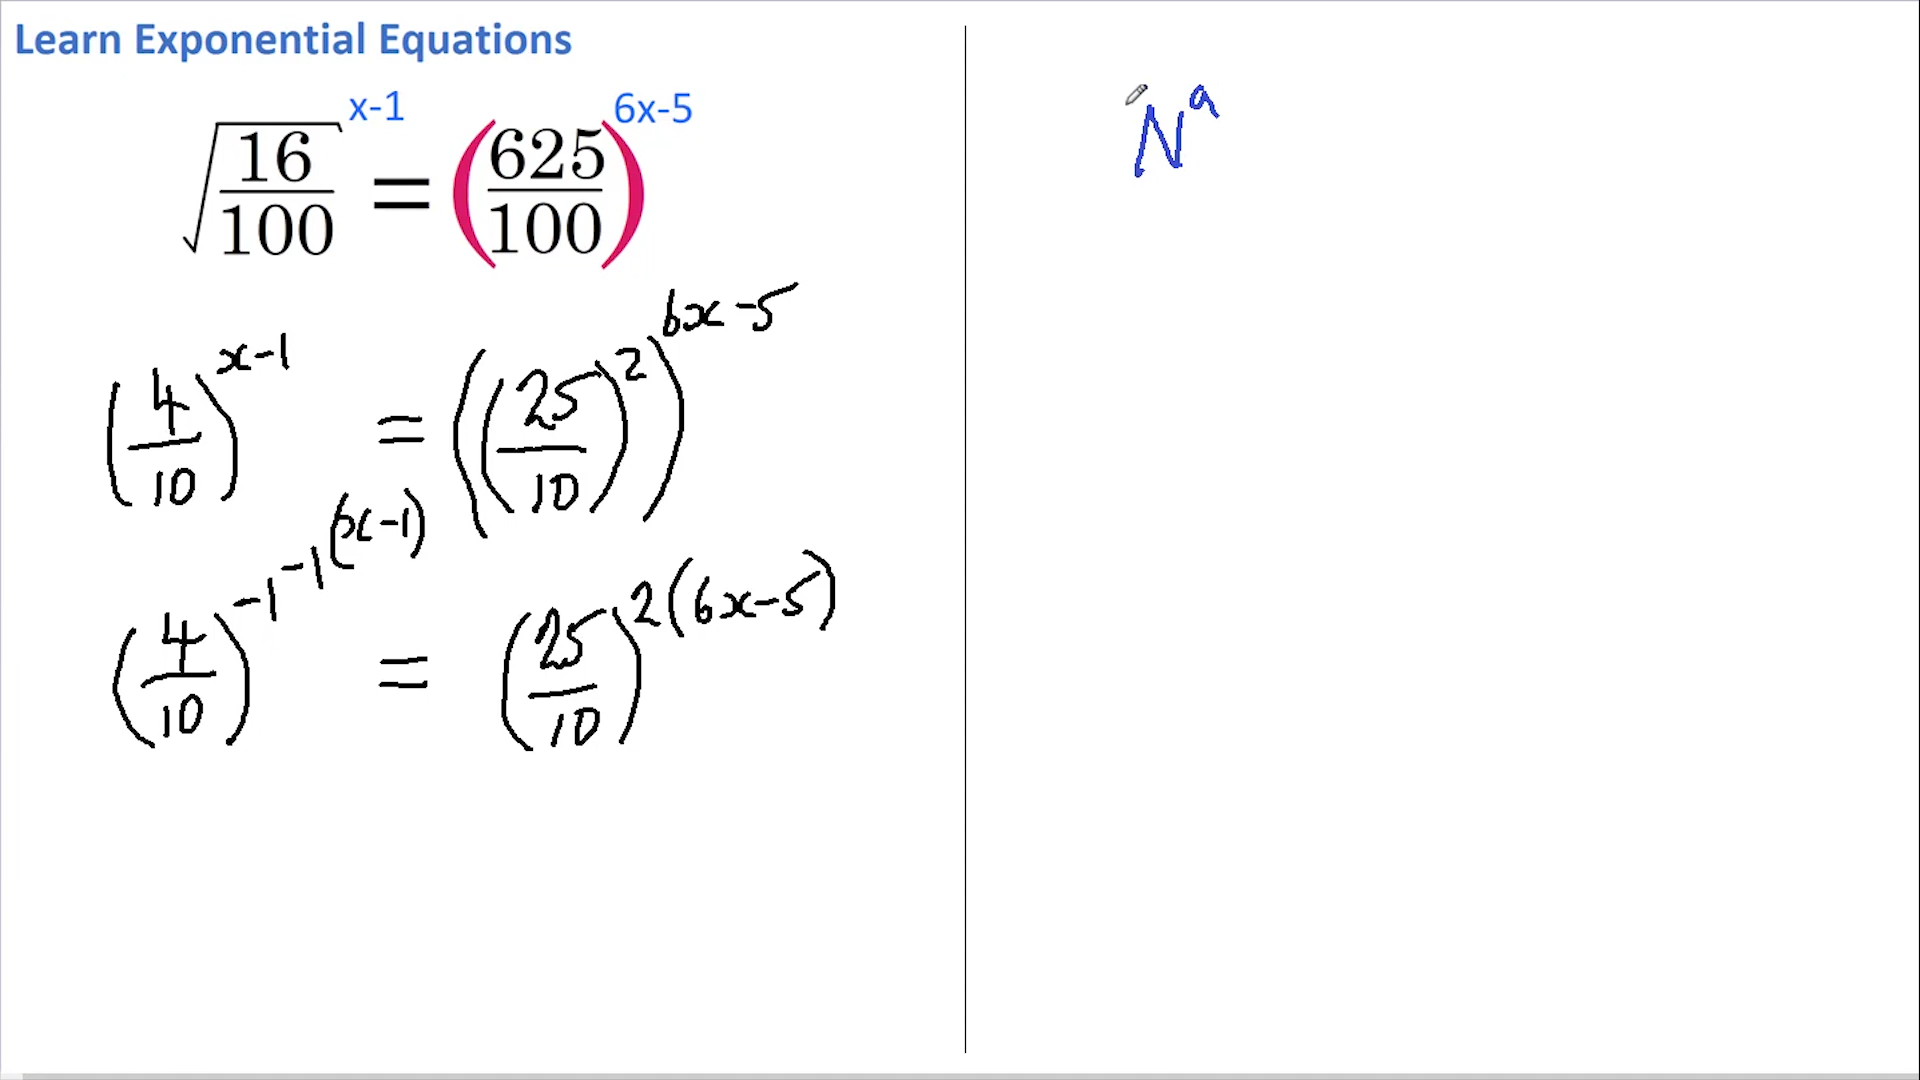 Learn Exponential Equations
√(16/100)^(x-1) = (625/100)^(6x-5)
(4/10)^(x-1) = ((25/10)^2)^(6x-5)
(4/10)^(-1 -1(x-1)) = (25/10)^(2(6x-5))
N^a